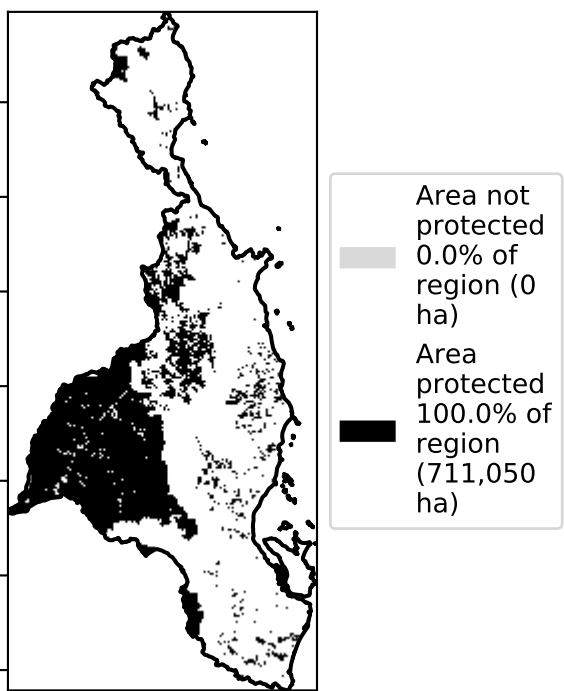 Area not
protected
0.0% of
region (0
ha)
Area
protected
100.0% of
region
(711,050
ha)